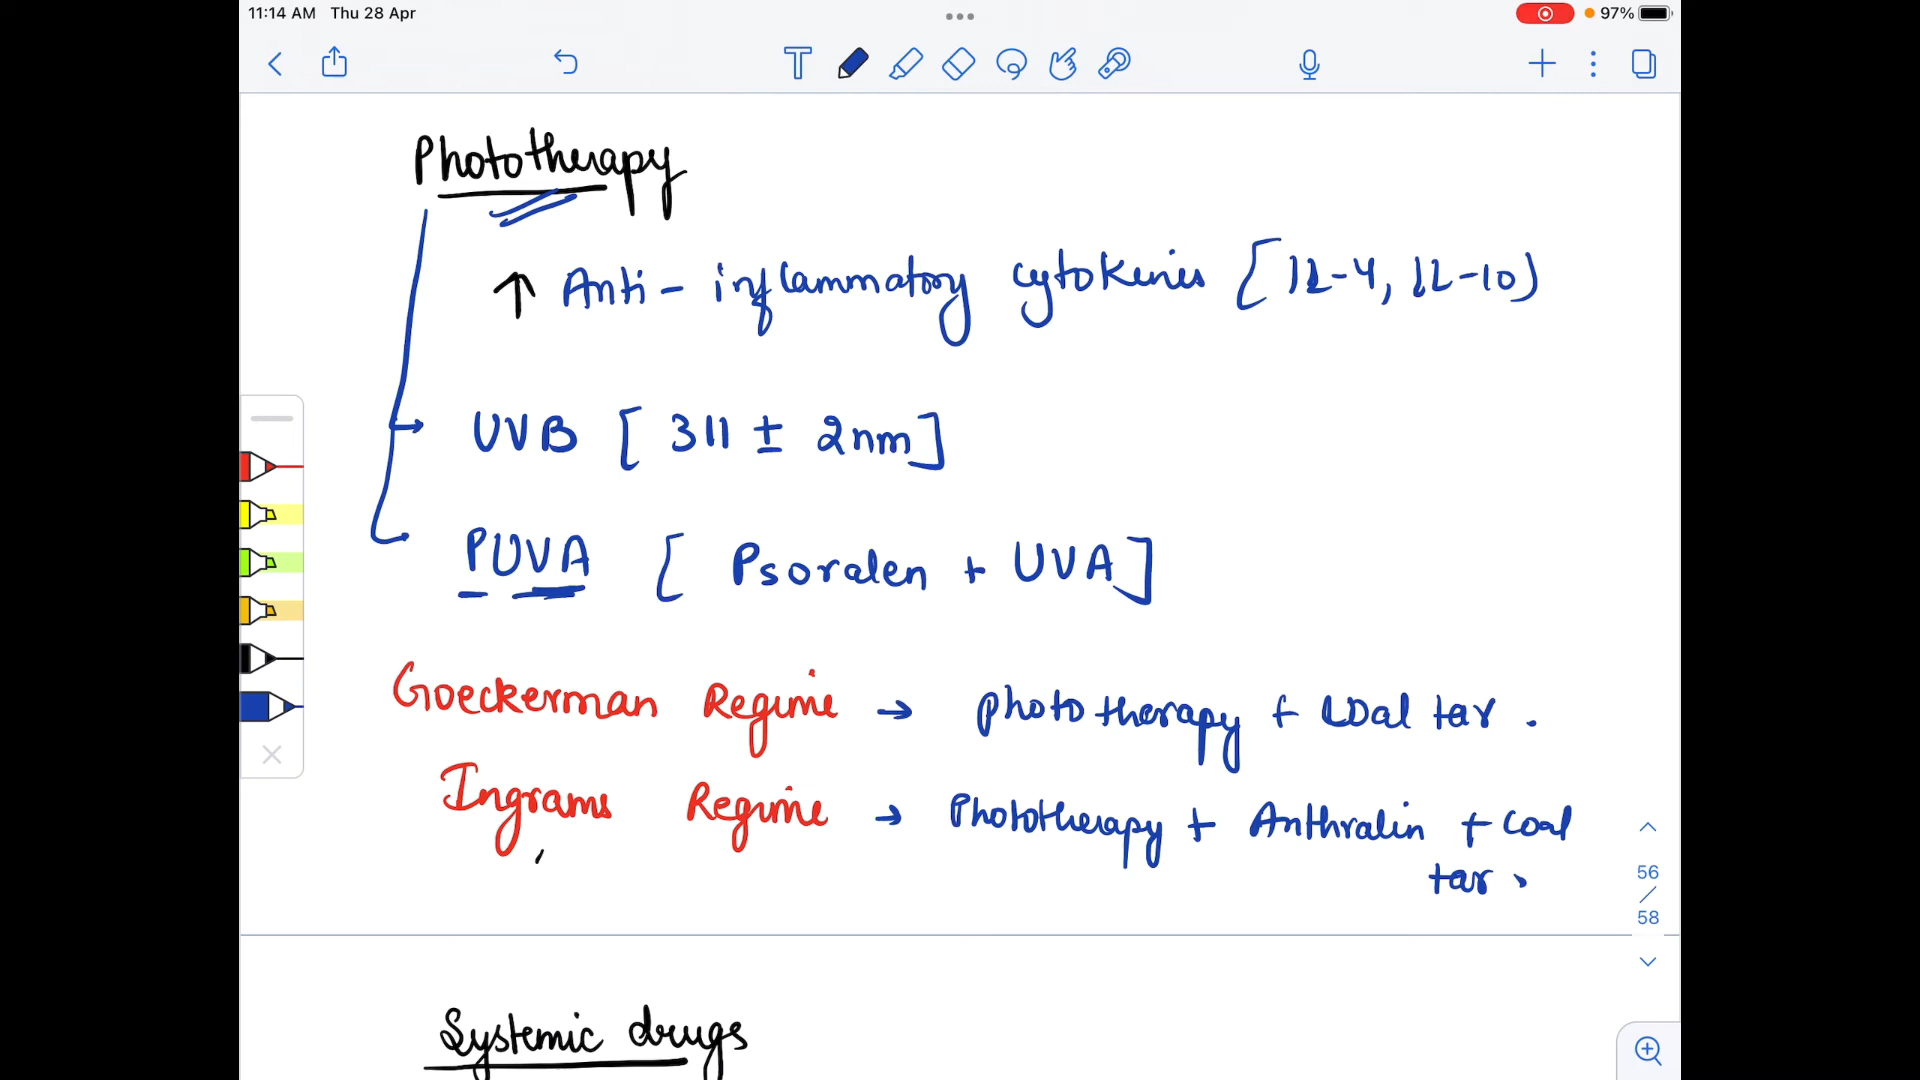 11:14 AM Thu 28 Apr
97%
T
Phototherapy
↑ Anti - inflammatory cytokines [IL-4, IL-10)
→ UVB [ 311 ± 2nm]
PUVA [ Psoralen + UVA]
Goeckerman Regime → phototherapy + coal tar .
Ingrams Regime → Phototherapy + Anthralin + coal
tar .
56
58
Systemic drugs